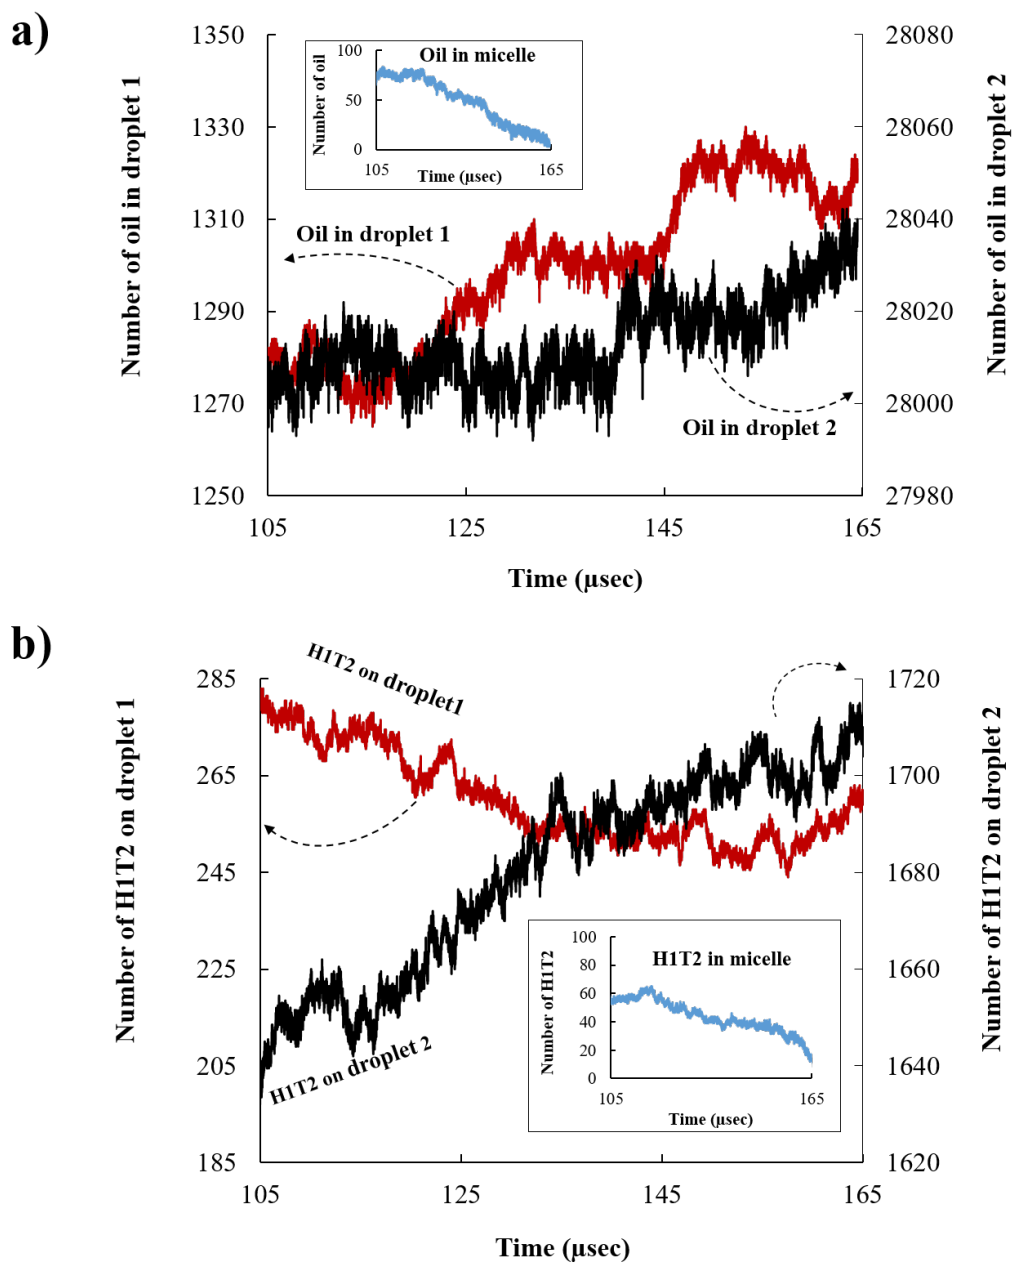 a)
1350
1330
1310
1290
1270
1250
Number of oil in droplet 1
28080
28060
28040
28020
28000
27980
Number of oil in droplet 2
Oil in micelle
100
50
0
Number of oil
105
165
Time (μsec)
Oil in droplet 1
Oil in droplet 2
105
125
145
165
Time (μsec)
b)
H1T2 on droplet1
285
265
245
225
205
185
Number of H1T2 on droplet 1
1720
1700
1680
1660
1640
1620
Number of H1T2 on droplet 2
H1T2 on droplet 2
H1T2 in micelle
100
80
60
40
20
0
Number of H1T2
105
165
Time (μsec)
105
125
145
165
Time (μsec)